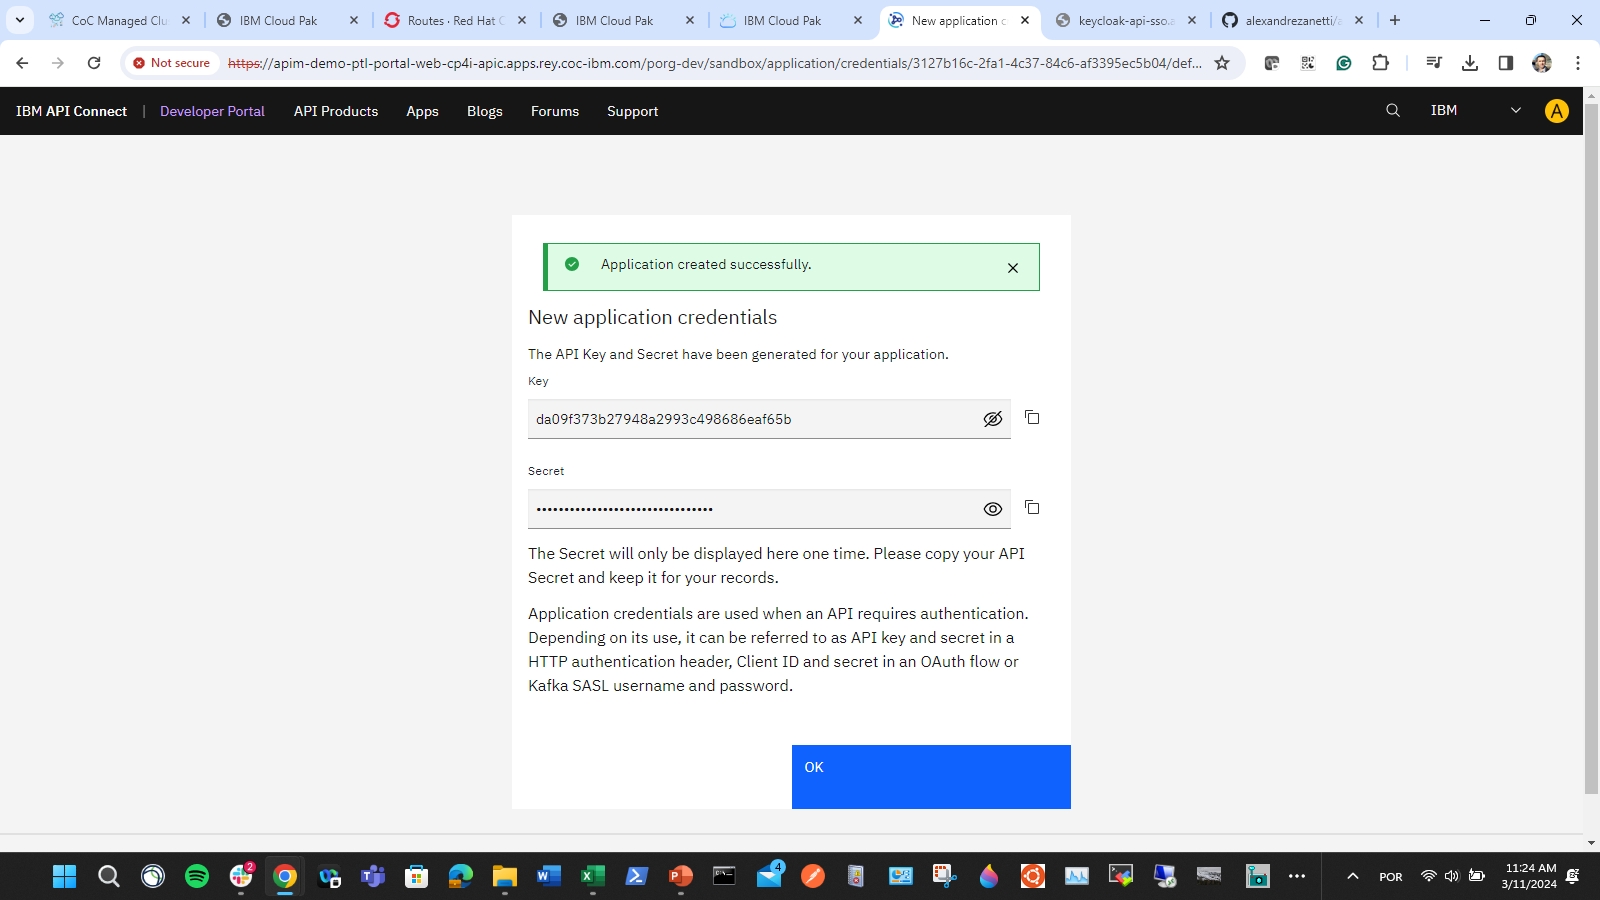 CoC Managed Clu
IBM Cloud Pak
Routes · Red Hat C
IBM Cloud Pak
IBM Cloud Pak
New application c
keycloak-api-sso.a
alexandrezanetti/a
Not secure
https://apim-demo-ptl-portal-web-cp4i-apic.apps.rey.coc-ibm.com/porg-dev/sandbox/application/credentials/3127b16c-2fa1-4c37-84c6-af3395ec5b04/def...
IBM API Connect | Developer Portal API Products Apps Blogs Forums Support IBM A
Application created successfully.
New application credentials
The API Key and Secret have been generated for your application.
Key
da09f373b27948a2993c498686eaf65b
Secret
••••••••••••••••••••••••••••••••
The Secret will only be displayed here one time. Please copy your API
Secret and keep it for your records.
Application credentials are used when an API requires authentication.
Depending on its use, it can be referred to as API key and secret in a
HTTP authentication header, Client ID and secret in an OAuth flow or
Kafka SASL username and password.
OK
2
4
POR
11:24 AM
3/11/2024